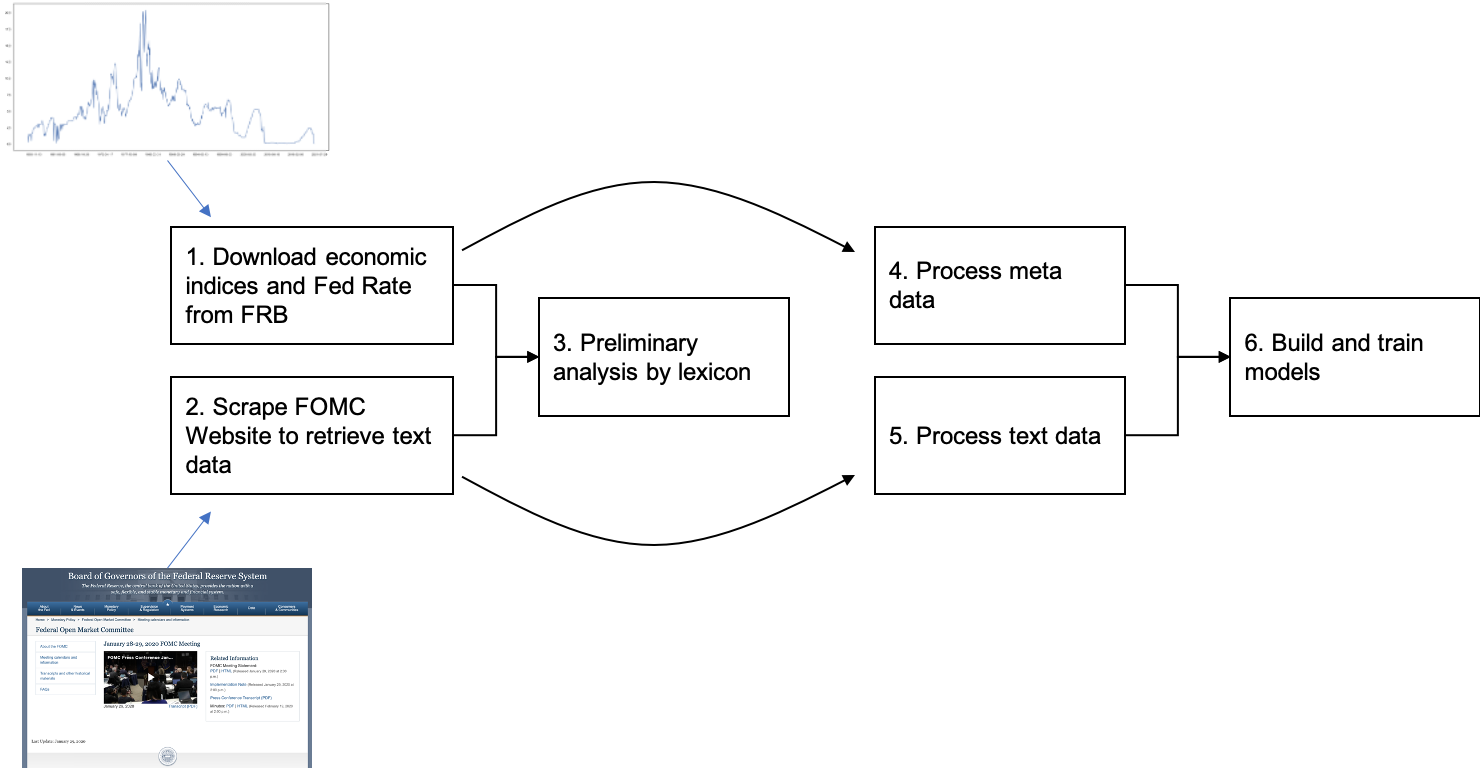 1. Download economic
indices and Fed Rate
from FRB
2. Scrape FOMC
Website to retrieve text
data
3. Preliminary
analysis by lexicon
4. Process meta
data
5. Process text data
6. Build and train
models
Board of Governors of the Federal Reserve System
The Federal Reserve, the central bank of the United States, provides the nation with a
safe, flexible, and stable monetary and financial system.
About
the Fed
News
& Events
Monetary
Policy
Supervision
& Regulation
Payment
Systems
Economic
Research
Data
Consumers
& Communities
Home > Monetary Policy > Federal Open Market Committee > Meeting calendars and information
Federal Open Market Committee
About the FOMC
Meeting calendars and
information
Transcripts and other historical
materials
FAQs
January 28-29, 2020 FOMC Meeting
FOMC Press Conference Jan...
January 29, 2020
Transcript (PDF)
Related Information
FOMC Meeting Statement:
PDF | HTML (Released January 29, 2020 at 2:00
p.m.)
Implementation Note (Released January 29, 2020 at
2:00 p.m.)
Press Conference Transcript (PDF)
Minutes: PDF | HTML (Released February 19, 2020
at 2:00 p.m.)
Last Update: January 29, 2020